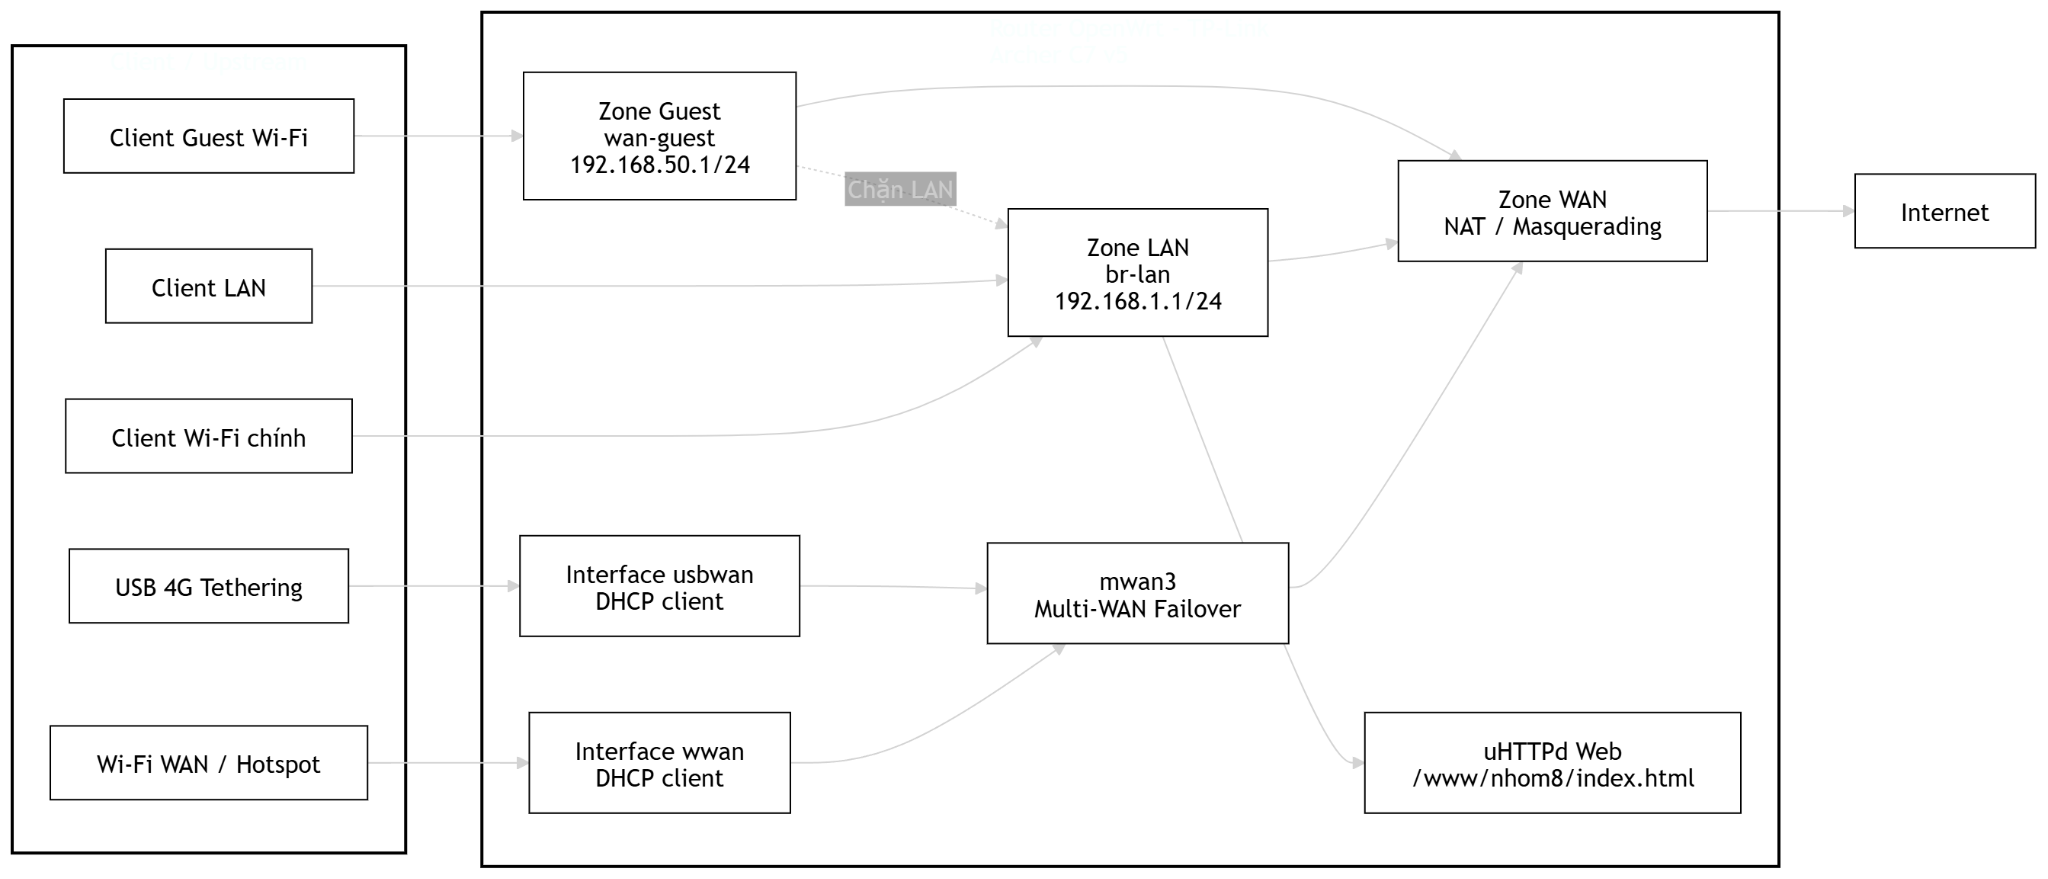 Client Guest Wi-Fi
Client LAN
Client Wi-Fi chính
USB 4G Tethering
Wi-Fi WAN / Hotspot
Zone Guest
wan-guest
192.168.50.1/24
Chặn LAN
Zone LAN
br-lan
192.168.1.1/24
Zone WAN
NAT / Masquerading
Internet
Interface usbwan
DHCP client
Interface wwan
DHCP client
mwan3
Multi-WAN Failover
uHTTPd Web
/www/nhom8/index.html